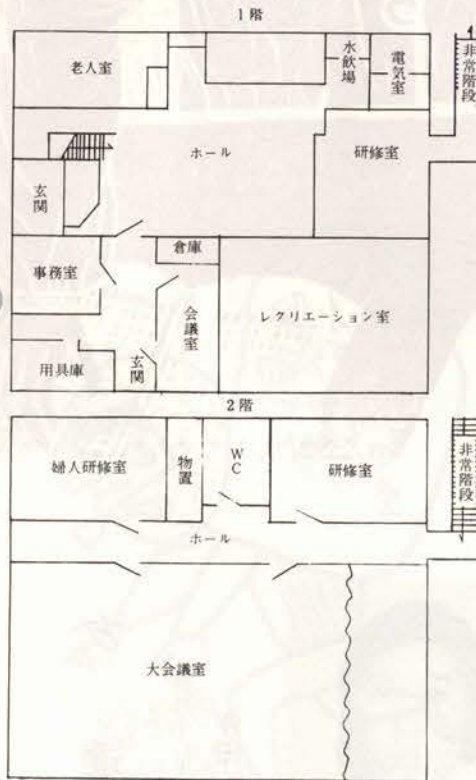 1階
老人室
水飲場
電気室
非常階段
ホール
研修室
玄関
事務室
倉庫
会議室
レクリエーション室
用具庫
玄関
2階
婦人研修室
物置
WC
研修室
非常階段
ホール
大会議室